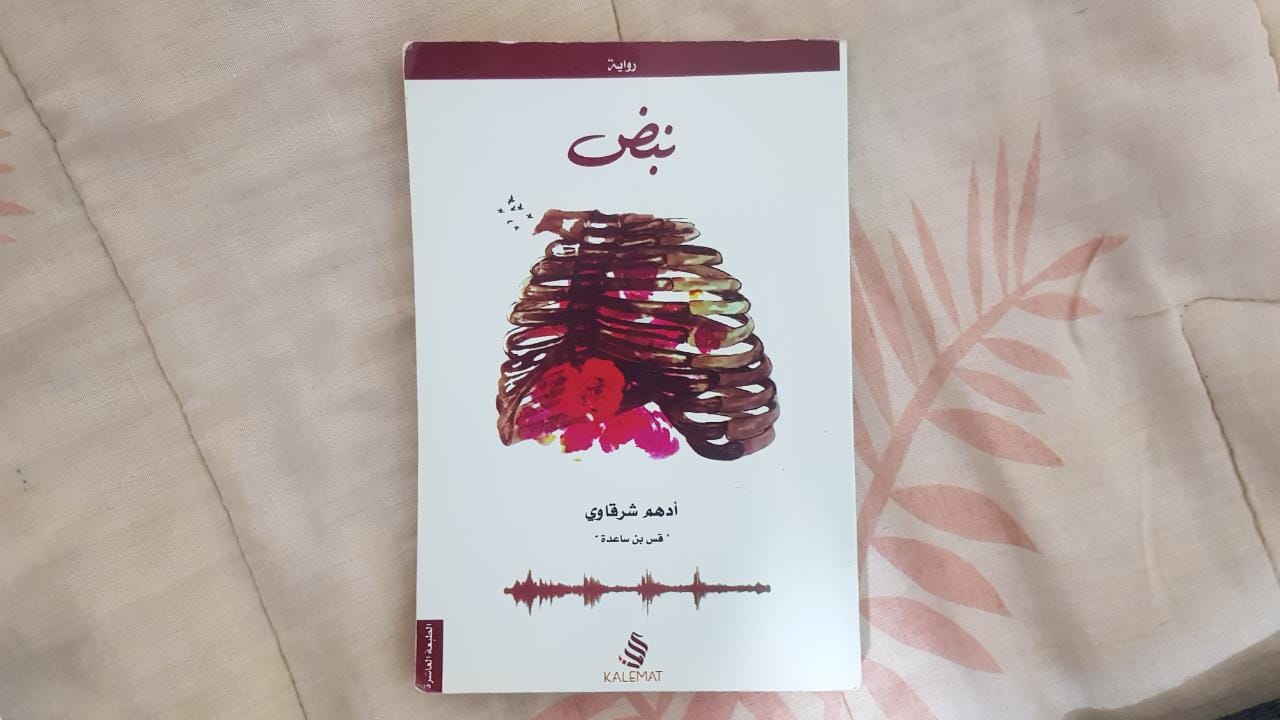 رواية
نبض
أدهم شرقاوي
" قس بن ساعدة "
الطبعة العاشرة
KALEMAT